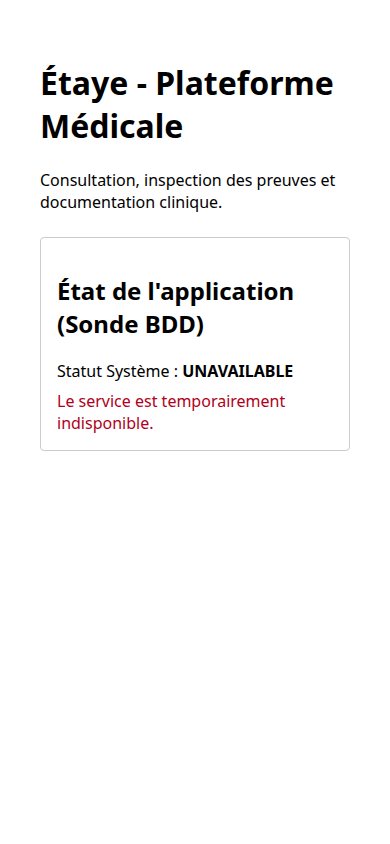 Étaye - Plateforme
Médicale
Consultation, inspection des preuves et
documentation clinique.
État de l'application
(Sonde BDD)
Statut Système : UNAVAILABLE
Le service est temporairement
indisponible.